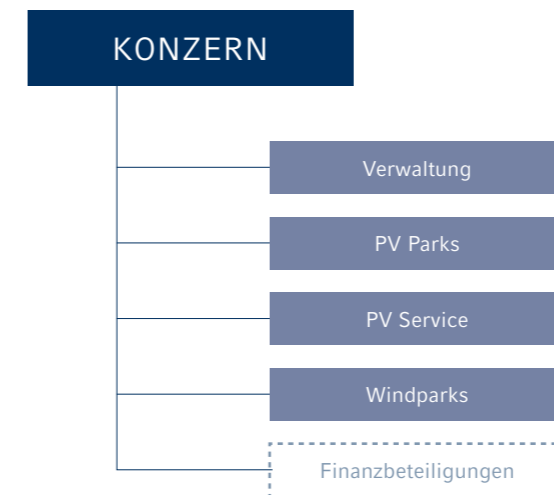 KONZERN
Verwaltung
PV Parks
PV Service
Windparks
Finanzbeteiligungen